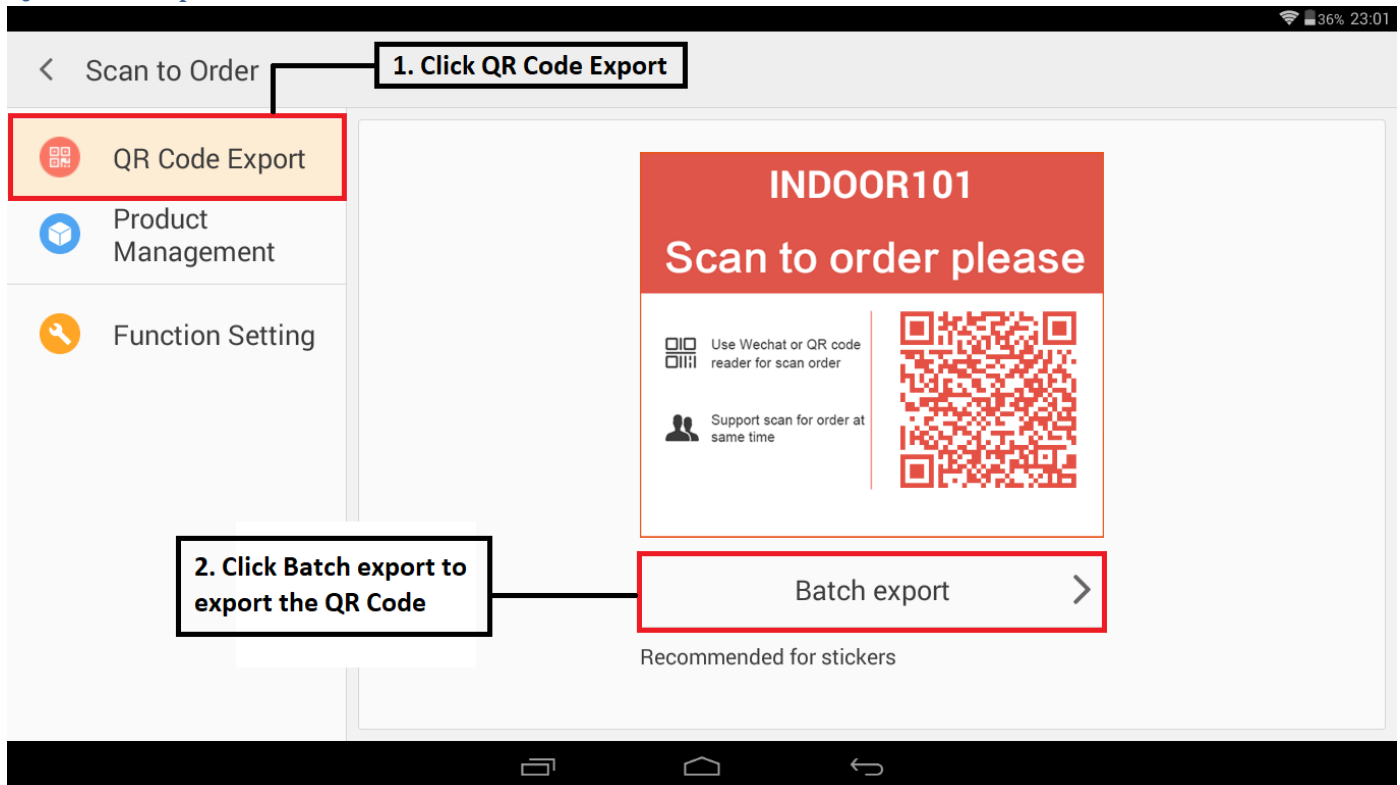 36% 23:01
Scan to Order
1. Click QR Code Export
QR Code Export
Product
Management
Function Setting
INDOOR101
Scan to order please
Use Wechat or QR code
reader for scan order
Support scan for order at
same time
2. Click Batch export to
export the QR Code
Batch export
Recommended for stickers